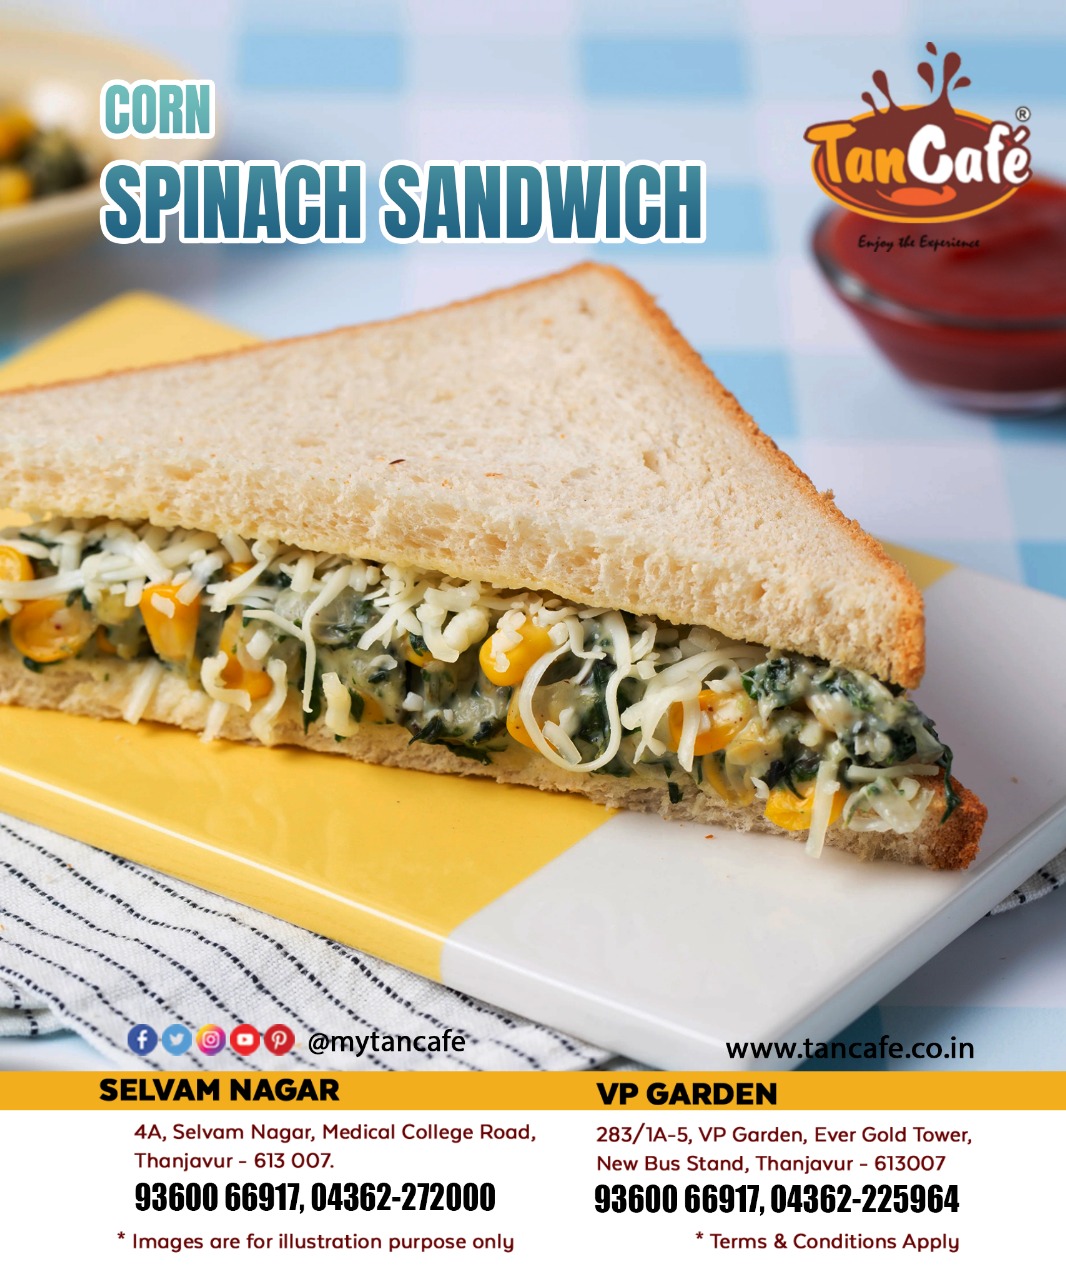 CORN
SPINACH SANDWICH
TanCafé®
Enjoy the Experience
@mytancafe
www.tancafe.co.in
SELVAM NAGAR
4A, Selvam Nagar, Medical College Road,
Thanjavur - 613 007.
93600 66917, 04362-272000
* Images are for illustration purpose only
VP GARDEN
283/1A-5, VP Garden, Ever Gold Tower,
New Bus Stand, Thanjavur - 613007
93600 66917, 04362-225964
* Terms & Conditions Apply